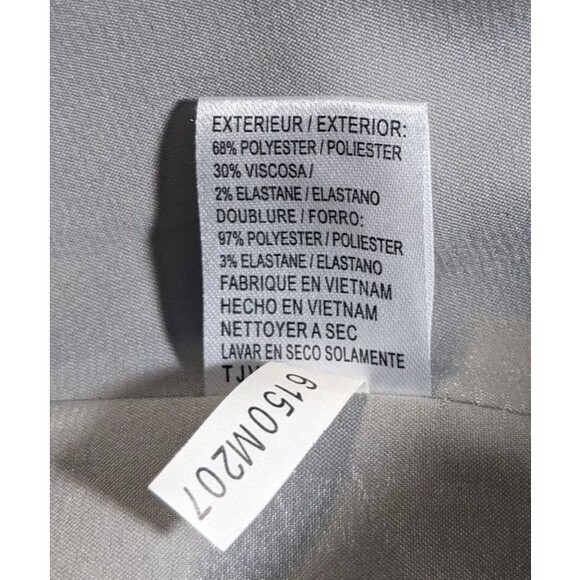 EXTERIEUR / EXTERIOR:
68% POLYESTER / POLIESTER
30% VISCOSA /
2% ELASTANE / ELASTANO
DOUBLURE / FORRO:
97% POLYESTER / POLIESTER
3% ELASTANE / ELASTANO
FABRIQUE EN VIETNAM
HECHO EN VIETNAM
NETTOYER A SEC
LAVAR EN SECO SOLAMENTE
6150M207